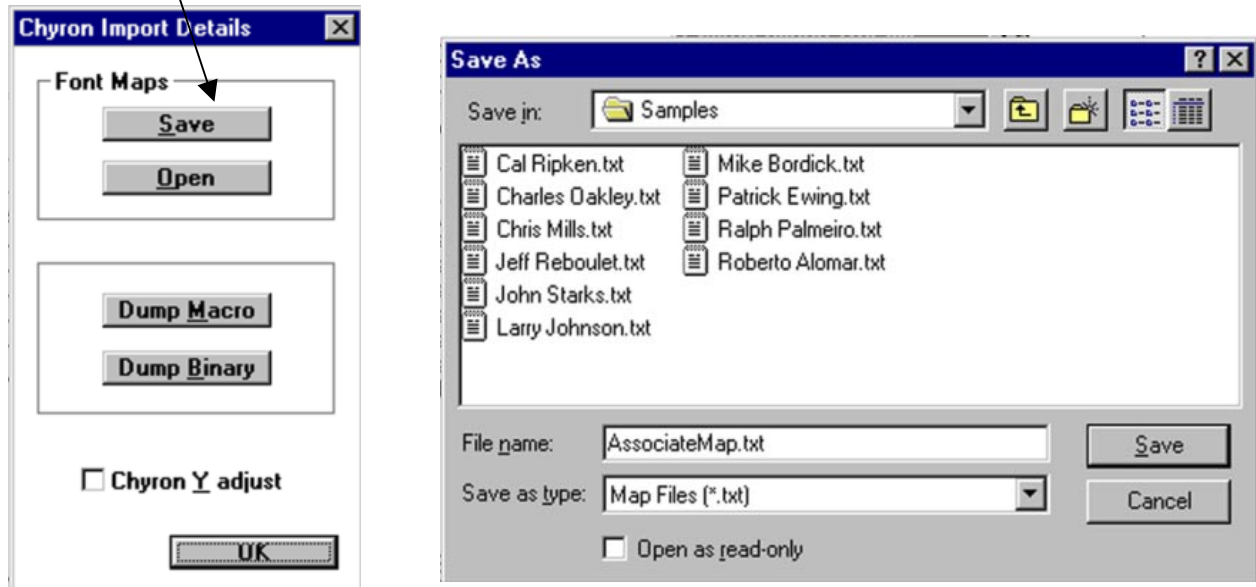 Chyron Import Details
Font Maps
Save
Open
Dump Macro
Dump Binary
Chyron Y adjust
OK
Save As
Save in: Samples
Cal Ripken.txt
Charles Oakley.txt
Chris Mills.txt
Jeff Reboulet.txt
John Starks.txt
Larry Johnson.txt
Mike Bordick.txt
Patrick Ewing.txt
Ralph Palmeiro.txt
Roberto Alomar.txt
File name: AssociateMap.txt Save
Save as type: Map Files (*.txt) Cancel
Open as read-only